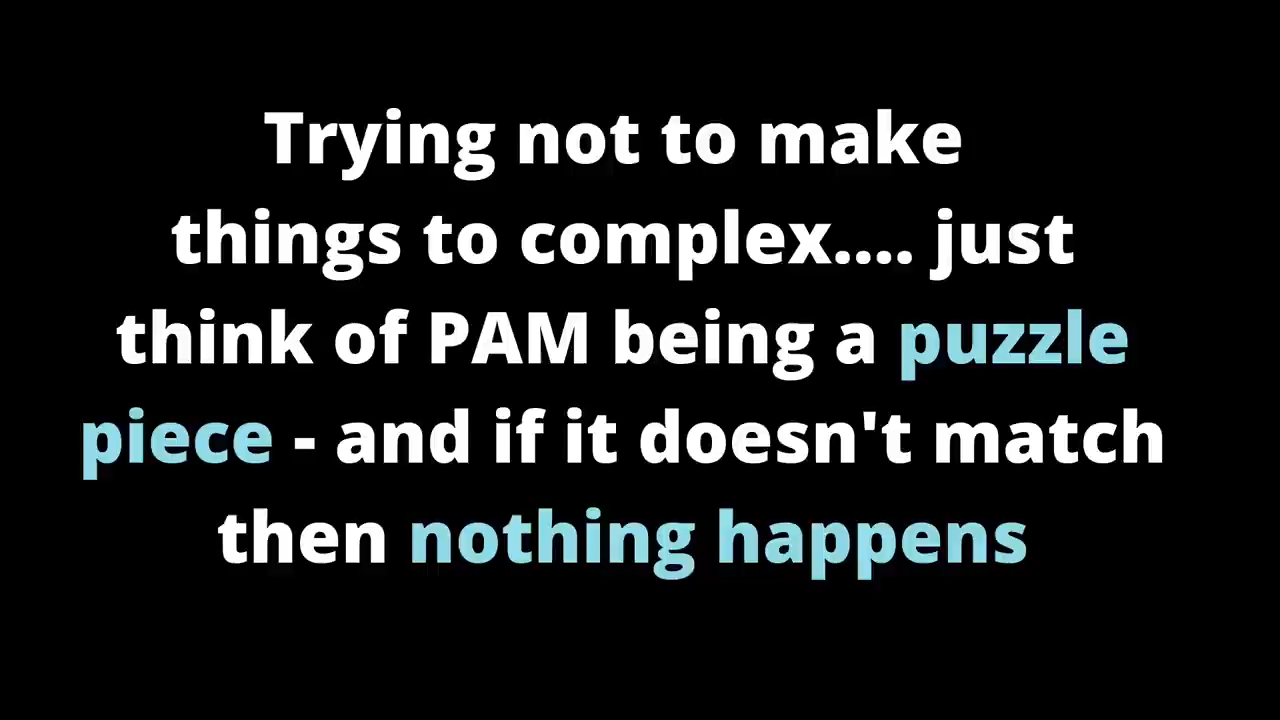 Trying not to make
things to complex.... just
think of PAM being a puzzle
piece - and if it doesn't match
then nothing happens